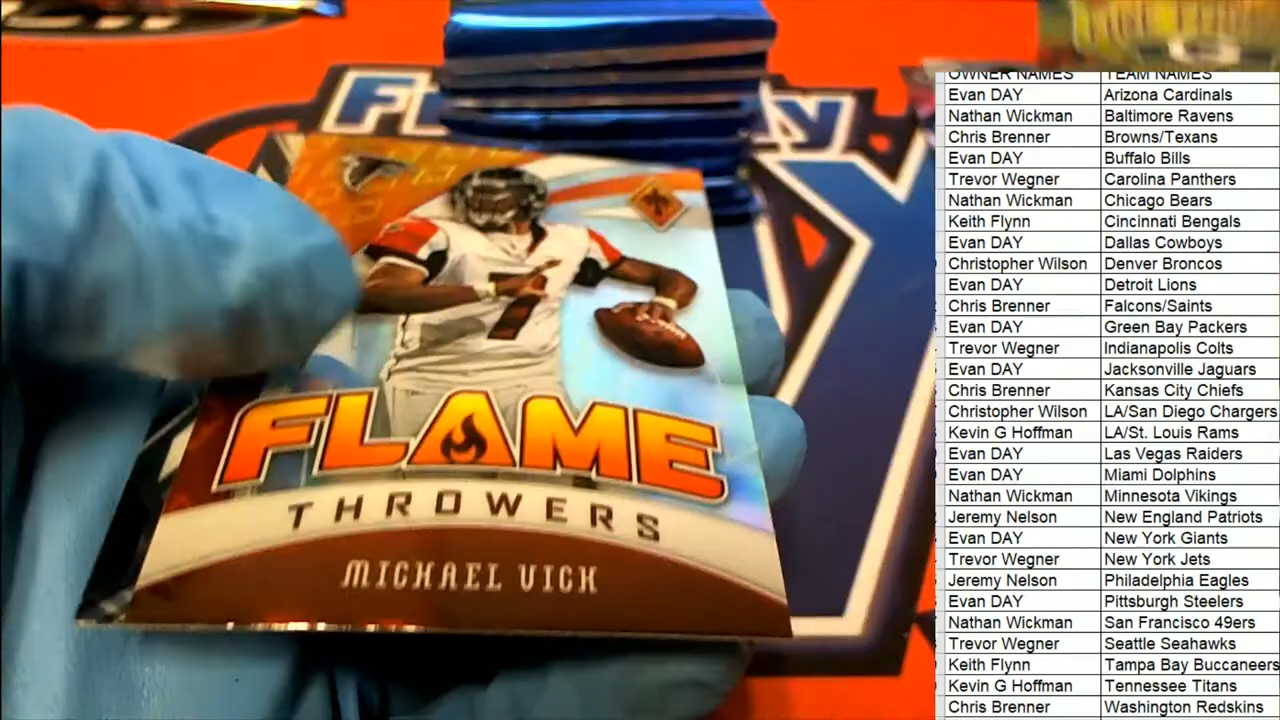 FLAME
THROWERS
MICHAEL VICK
7
OWNER NAMES TEAM NAMES
Evan DAY Arizona Cardinals
Nathan Wickman Baltimore Ravens
Chris Brenner Browns/Texans
Evan DAY Buffalo Bills
Trevor Wegner Carolina Panthers
Nathan Wickman Chicago Bears
Keith Flynn Cincinnati Bengals
Evan DAY Dallas Cowboys
Christopher Wilson Denver Broncos
Evan DAY Detroit Lions
Chris Brenner Falcons/Saints
Evan DAY Green Bay Packers
Trevor Wegner Indianapolis Colts
Evan DAY Jacksonville Jaguars
Chris Brenner Kansas City Chiefs
Christopher Wilson LA/San Diego Chargers
Kevin G Hoffman LA/St. Louis Rams
Evan DAY Las Vegas Raiders
Evan DAY Miami Dolphins
Nathan Wickman Minnesota Vikings
Jeremy Nelson New England Patriots
Evan DAY New York Giants
Trevor Wegner New York Jets
Jeremy Nelson Philadelphia Eagles
Evan DAY Pittsburgh Steelers
Nathan Wickman San Francisco 49ers
Trevor Wegner Seattle Seahawks
Keith Flynn Tampa Bay Buccaneers
Kevin G Hoffman Tennessee Titans
Chris Brenner Washington Redskins